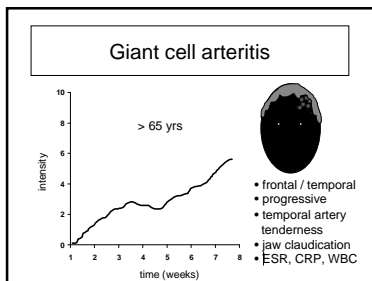 Giant cell arteritis
10
8
6
4
2
0
intensity
> 65 yrs
1 2 3 4 5 6 7 8
time (weeks)
• frontal / temporal
• progressive
• temporal artery
tenderness
• jaw claudication
• ESR, CRP, WBC